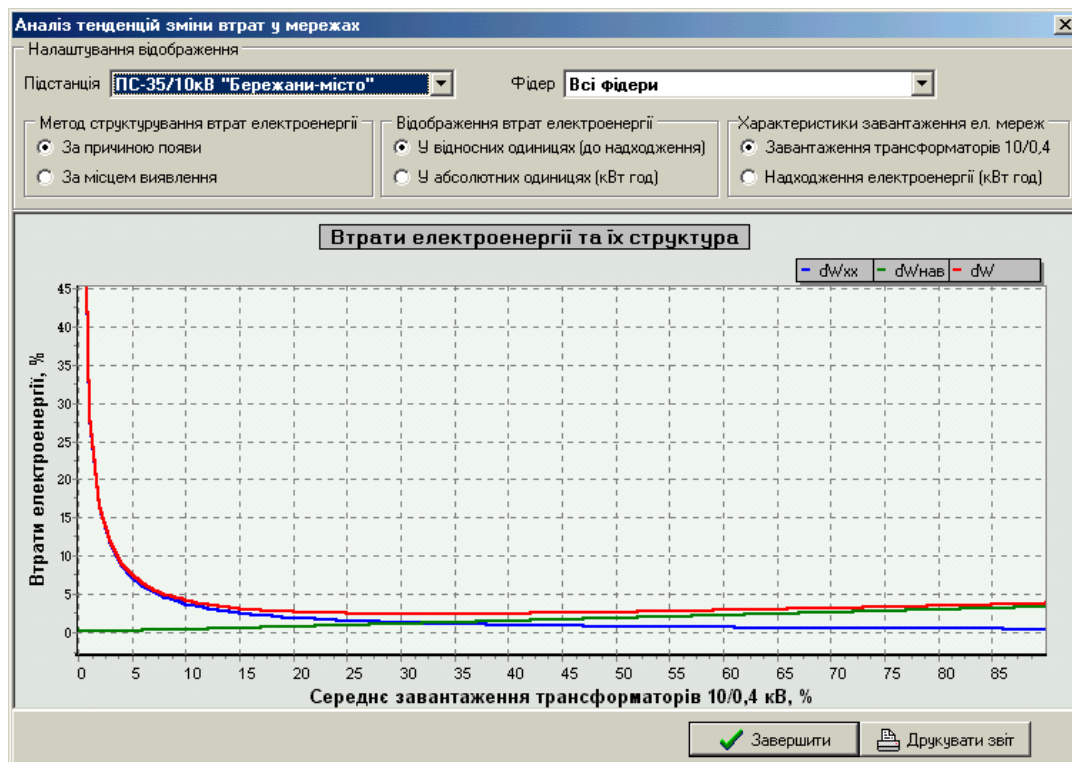 Аналіз тенденцій зміни втрат у мережах
Налаштування відображення
Підстанція ПС-35/10кВ "Бережани-місто" Фідер Всі фідери
Метод структурування втрат електроенергії
За причиною появи
За місцем виявлення
Відображення втрат електроенергії
У відносних одиницях (до надходження)
У абсолютних одиницях (кВт год)
Характеристики завантаження ел. мереж
Завантаження трансформаторів 10/0,4
Надходження електроенергії (кВт год)
Втрати електроенергії та їх структура
dWхх dWнав dW
Втрати електроенергії, %
45
40
35
30
25
20
15
10
5
0
0 5 10 15 20 25 30 35 40 45 50 55 60 65 70 75 80 85
Середнє завантаження трансформаторів 10/0,4 кВ, %
Завершити Друкувати звіт